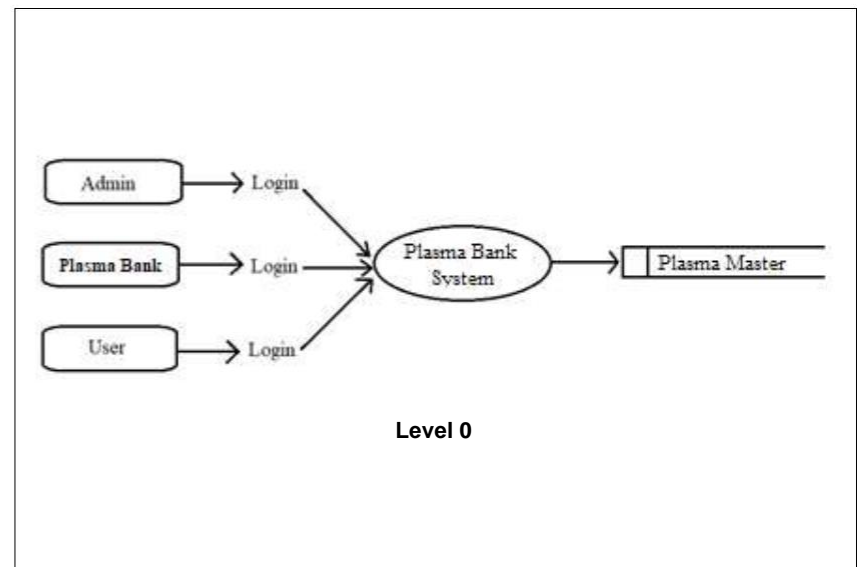 Admin
Login
Plasma Bank
Login
User
Login
Plasma Bank
System
Plasma Master
Level 0